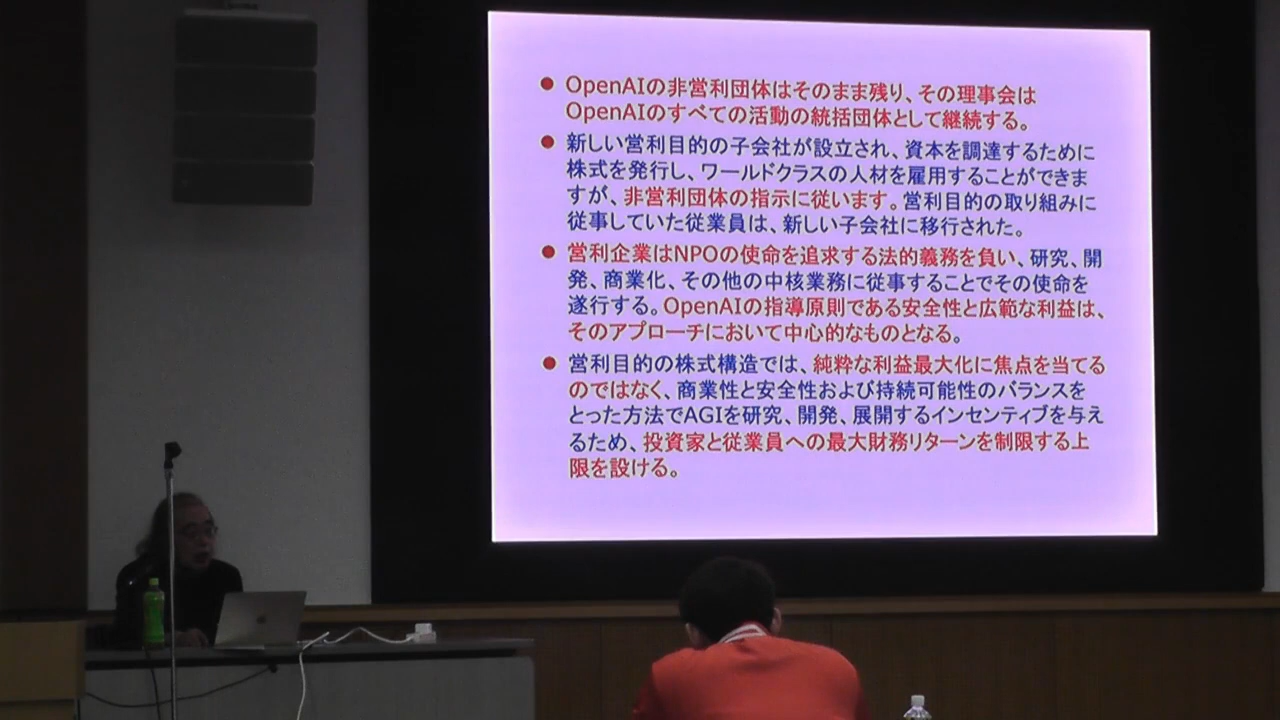 ● OpenAIの非営利団体はそのまま残り、その理事会は
OpenAIのすべての活動の統括団体として継続する。
● 新しい営利目的の子会社が設立され、資本を調達するために
株式を発行し、ワールドクラスの人材を雇用することができま
すが、非営利団体の指示に従います。営利目的の取り組みに
従事していた従業員は、新しい子会社に移行された。
● 営利企業はNPOの使命を追求する法的義務を負い、研究、開
発、商業化、その他の中核業務に従事することでその使命を
遂行する。OpenAIの指導原則である安全性と広範な利益は、
そのアプローチにおいて中心的なものとなる。
● 営利目的の株式構造では、純粋な利益最大化に焦点を当てる
のではなく、商業性と安全性および持続可能性のバランスを
とった方法でAGIを研究、開発、展開するインセンティブを与え
るため、投資家と従業員への最大財務リターンを制限する上
限を設ける。